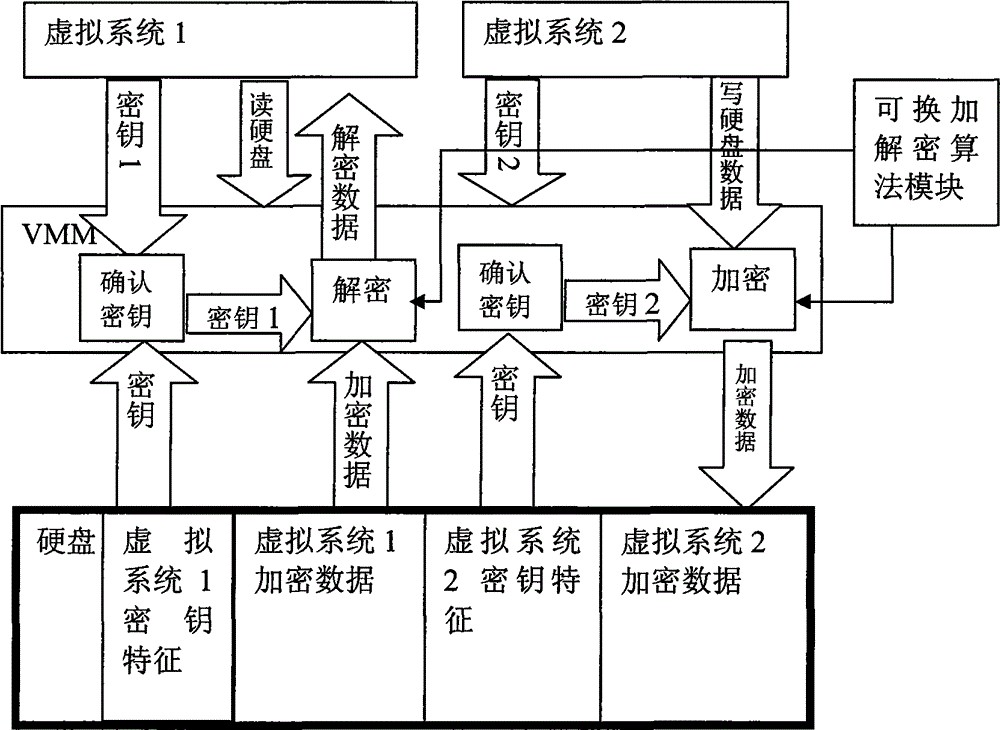 虚拟系统1
虚拟系统2
密钥1
读硬盘
解密数据
密钥2
写硬盘数据
可换加
解密算
法模块
VMM
确认
密钥
密钥1
解密
确认
密钥
密钥2
加密
密钥
加密数据
密钥
加密数据
硬盘
虚拟
系统1
密钥
特征
虚拟系统1
加密数据
虚拟系统
2密钥特
征
虚拟系统2
加密数据